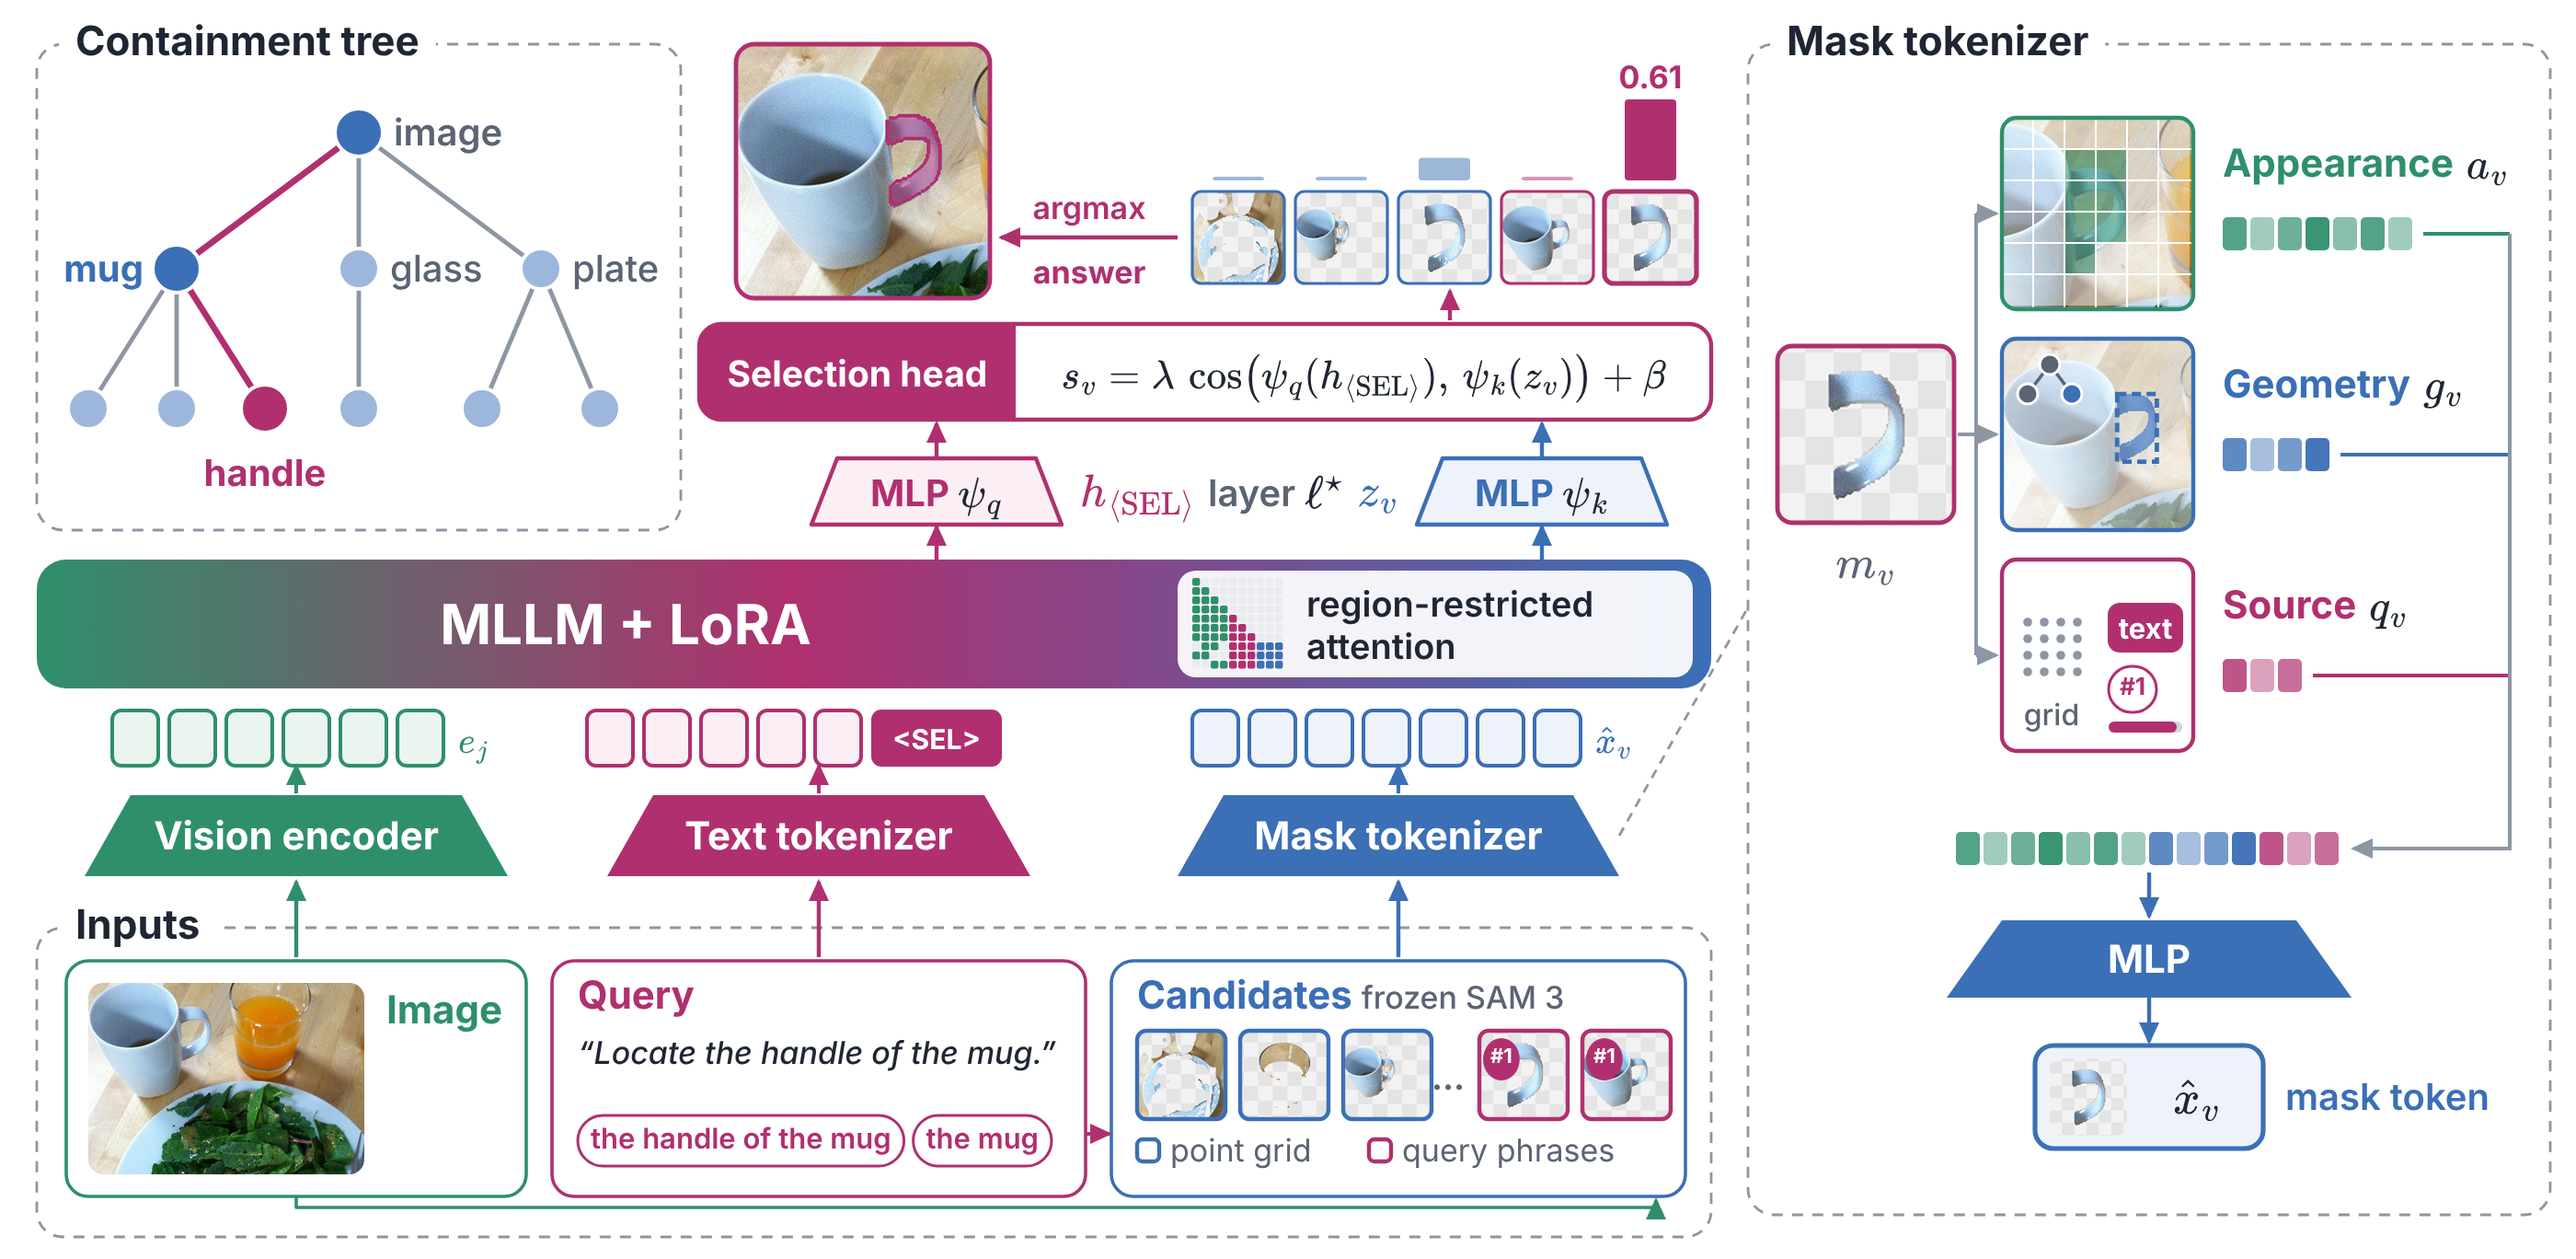 Containment tree
image
mug
glass
plate
handle
argmax
answer
0.61
Selection head
s_v = λ cos(ψ_q(h_⟨SEL⟩), ψ_k(z_v)) + β
MLP ψ_q
h_⟨SEL⟩ layer ℓ⋆ z_v
MLP ψ_k
MLLM + LoRA
region-restricted
attention
e_j
<SEL>
x̂_v
Vision encoder
Text tokenizer
Mask tokenizer
Inputs
Image
Query
“Locate the handle of the mug.”
the handle of the mug
the mug
Candidates frozen SAM 3
#1
#1
...
point grid
query phrases
Mask tokenizer
m_v
Appearance a_v
Geometry g_v
Source q_v
text
#1
grid
MLP
x̂_v
mask token